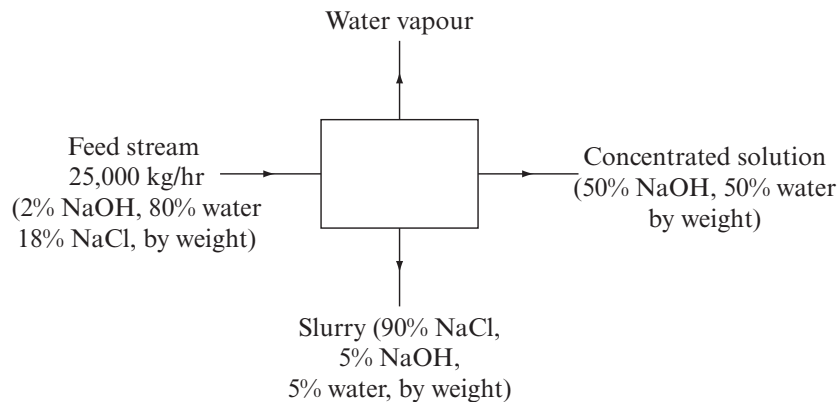 Water vapour
Feed stream
25,000 kg/hr
(2% NaOH, 80% water
18% NaCl, by weight)
Concentrated solution
(50% NaOH, 50% water
by weight)
Slurry (90% NaCl,
5% NaOH,
5% water, by weight)